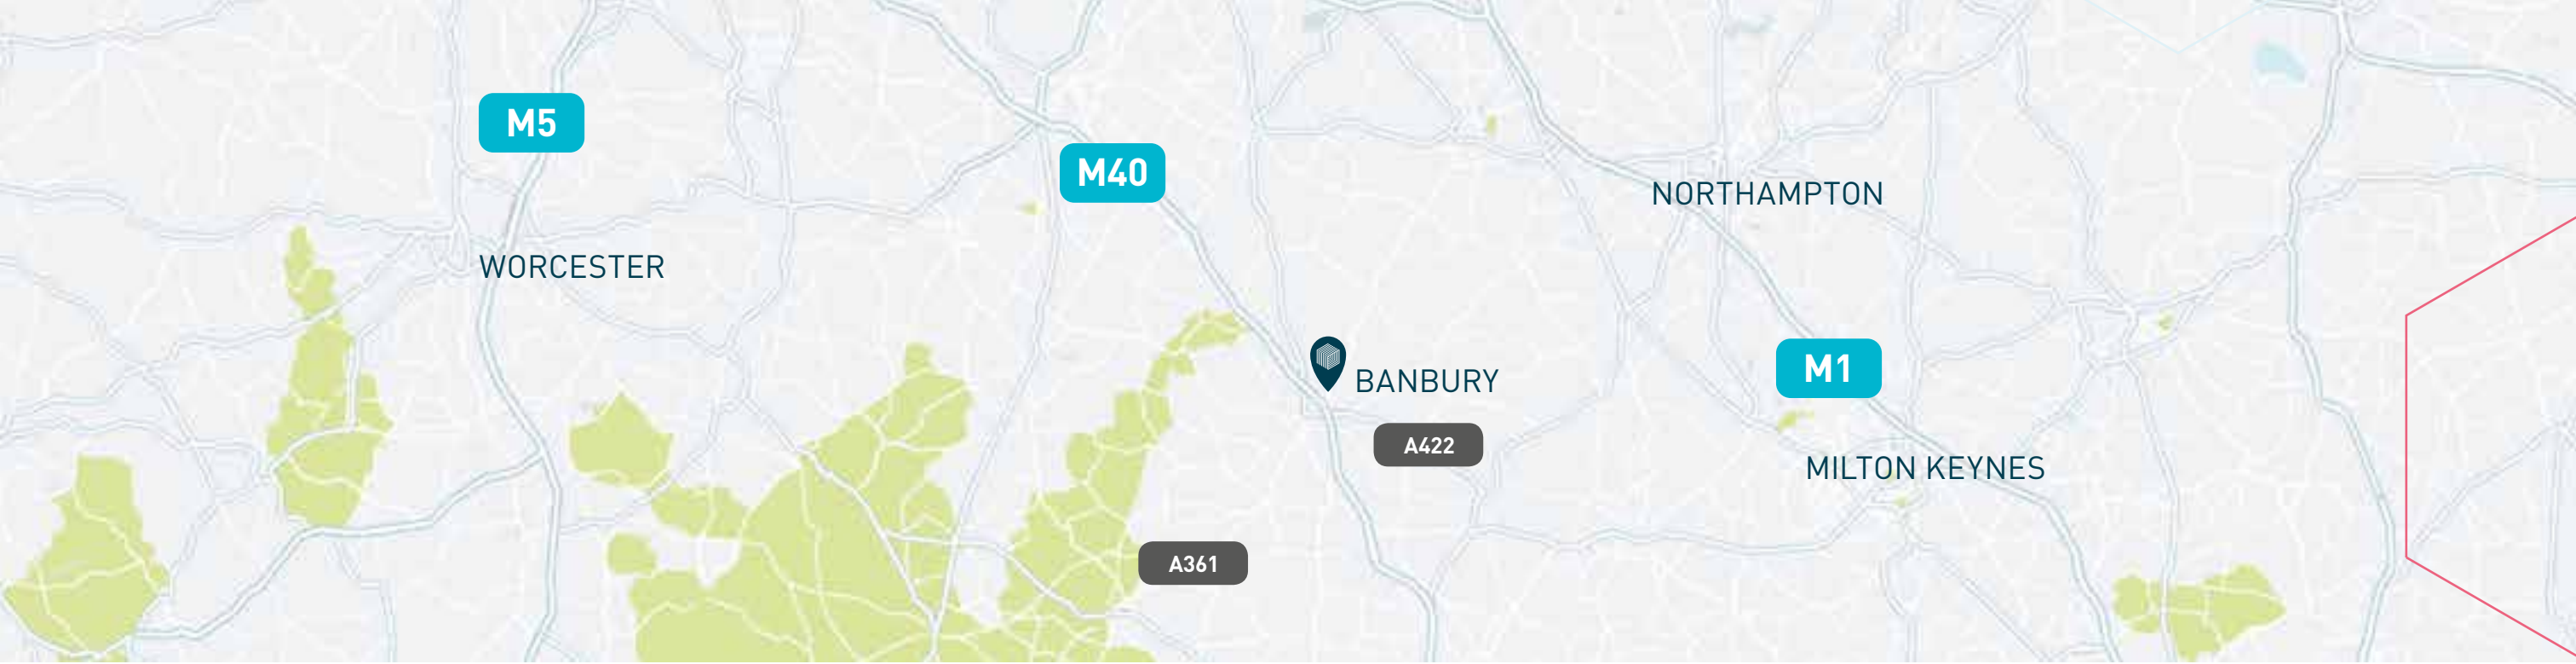 M5
M40
NORTHAMPTON
WORCESTER
M1
BANBURY
A422
MILTON KEYNES
A361